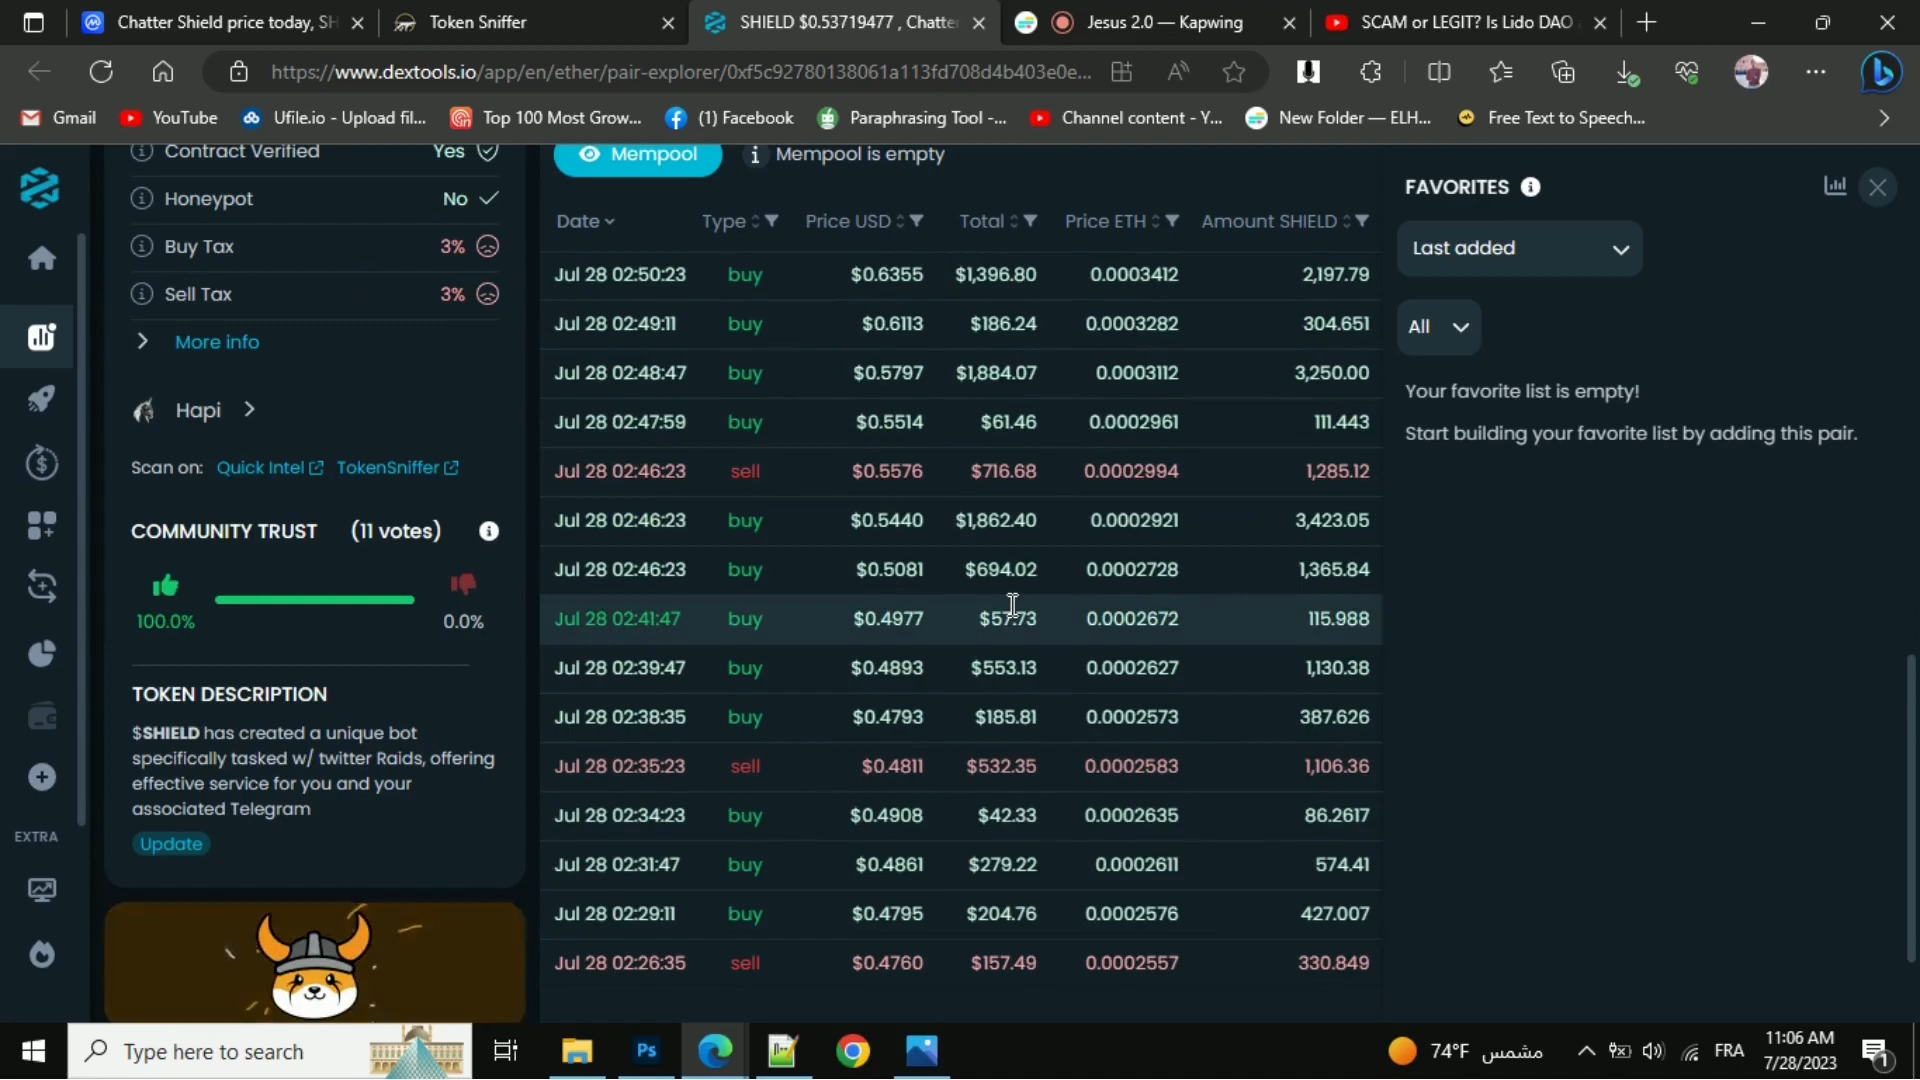 Chatter Shield price today, SH
Token Sniffer
SHIELD $0.53719477 , Chatte
Jesus 2.0 — Kapwing
SCAM or LEGIT? Is Lido DAO
https://www.dextools.io/app/en/ether/pair-explorer/0xf5c92780138061a113fd708d4b403e0e...
Gmail
YouTube
Ufile.io - Upload fil...
Top 100 Most Grow...
(1) Facebook
Paraphrasing Tool -...
Channel content - Y...
New Folder — ELH...
Free Text to Speech...
Contract Verified Yes
Honeypot No
Buy Tax 3%
Sell Tax 3%
More info
Hapi
Scan on: Quick Intel TokenSniffer
COMMUNITY TRUST (11 votes)
100.0% 0.0%
TOKEN DESCRIPTION
$SHIELD has created a unique bot
specifically tasked w/ twitter Raids, offering
effective service for you and your
associated Telegram
Update
EXTRA
Mempool Mempool is empty
Date Type Price USD Total Price ETH Amount SHIELD
Jul 28 02:50:23 buy $0.6355 $1,396.80 0.0003412 2,197.79
Jul 28 02:49:11 buy $0.6113 $186.24 0.0003282 304.651
Jul 28 02:48:47 buy $0.5797 $1,884.07 0.0003112 3,250.00
Jul 28 02:47:59 buy $0.5514 $61.46 0.0002961 111.443
Jul 28 02:46:23 sell $0.5576 $716.68 0.0002994 1,285.12
Jul 28 02:46:23 buy $0.5440 $1,862.40 0.0002921 3,423.05
Jul 28 02:46:23 buy $0.5081 $694.02 0.0002728 1,365.84
Jul 28 02:41:47 buy $0.4977 $57.73 0.0002672 115.988
Jul 28 02:39:47 buy $0.4893 $553.13 0.0002627 1,130.38
Jul 28 02:38:35 buy $0.4793 $185.81 0.0002573 387.626
Jul 28 02:35:23 sell $0.4811 $532.35 0.0002583 1,106.36
Jul 28 02:34:23 buy $0.4908 $42.33 0.0002635 86.2617
Jul 28 02:31:47 buy $0.4861 $279.22 0.0002611 574.41
Jul 28 02:29:11 buy $0.4795 $204.76 0.0002576 427.007
Jul 28 02:26:35 sell $0.4760 $157.49 0.0002557 330.849
FAVORITES
Last added
All
Your favorite list is empty!
Start building your favorite list by adding this pair.
Type here to search
Ps
74°F مشمس
FRA
11:06 AM
7/28/2023
1